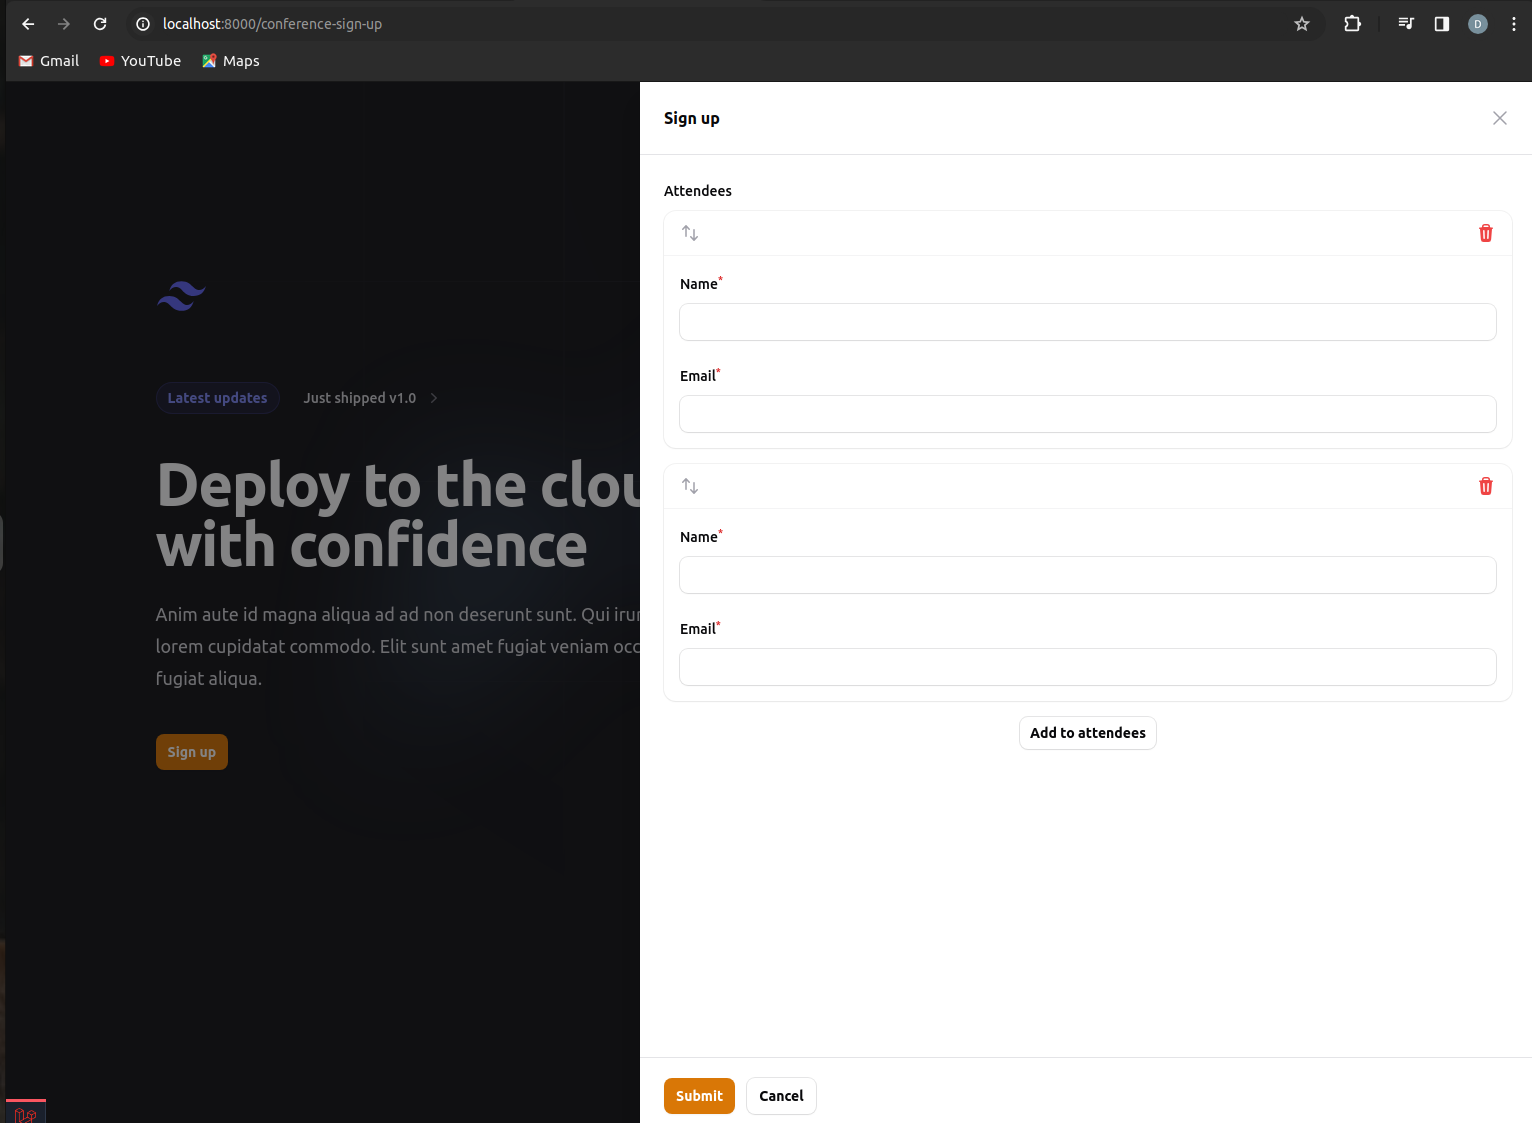 localhost:8000/conference-sign-up
D
Gmail YouTube Maps
Sign up
Attendees
Name*
Email*
Name*
Email*
Add to attendees
Submit Cancel
Latest updates Just shipped v1.0
Deploy to the clou
with confidence
Anim aute id magna aliqua ad ad non deserunt sunt. Qui irur
lorem cupidatat commodo. Elit sunt amet fugiat veniam occ
fugiat aliqua.
Sign up